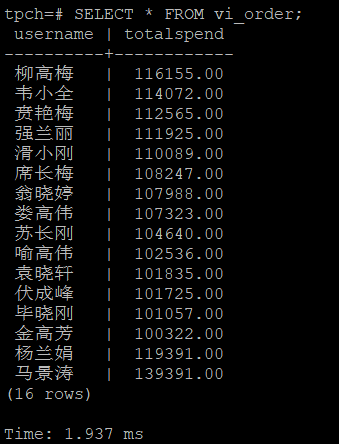 tpch=# SELECT * FROM vi_order;
 username | totalspend
----------+------------
 柳高梅   |  116155.00
 韦小全   |  114072.00
 贲艳梅   |  112565.00
 强兰丽   |  111925.00
 滑小刚   |  110089.00
 席长梅   |  108247.00
 翁晓婷   |  107988.00
 娄高伟   |  107323.00
 苏长刚   |  104640.00
 喻高伟   |  102536.00
 袁晓轩   |  101835.00
 伏成峰   |  101725.00
 毕晓刚   |  101057.00
 金高芳   |  100322.00
 杨兰娟   |  119391.00
 马景涛   |  139391.00
(16 rows)
Time: 1.937 ms